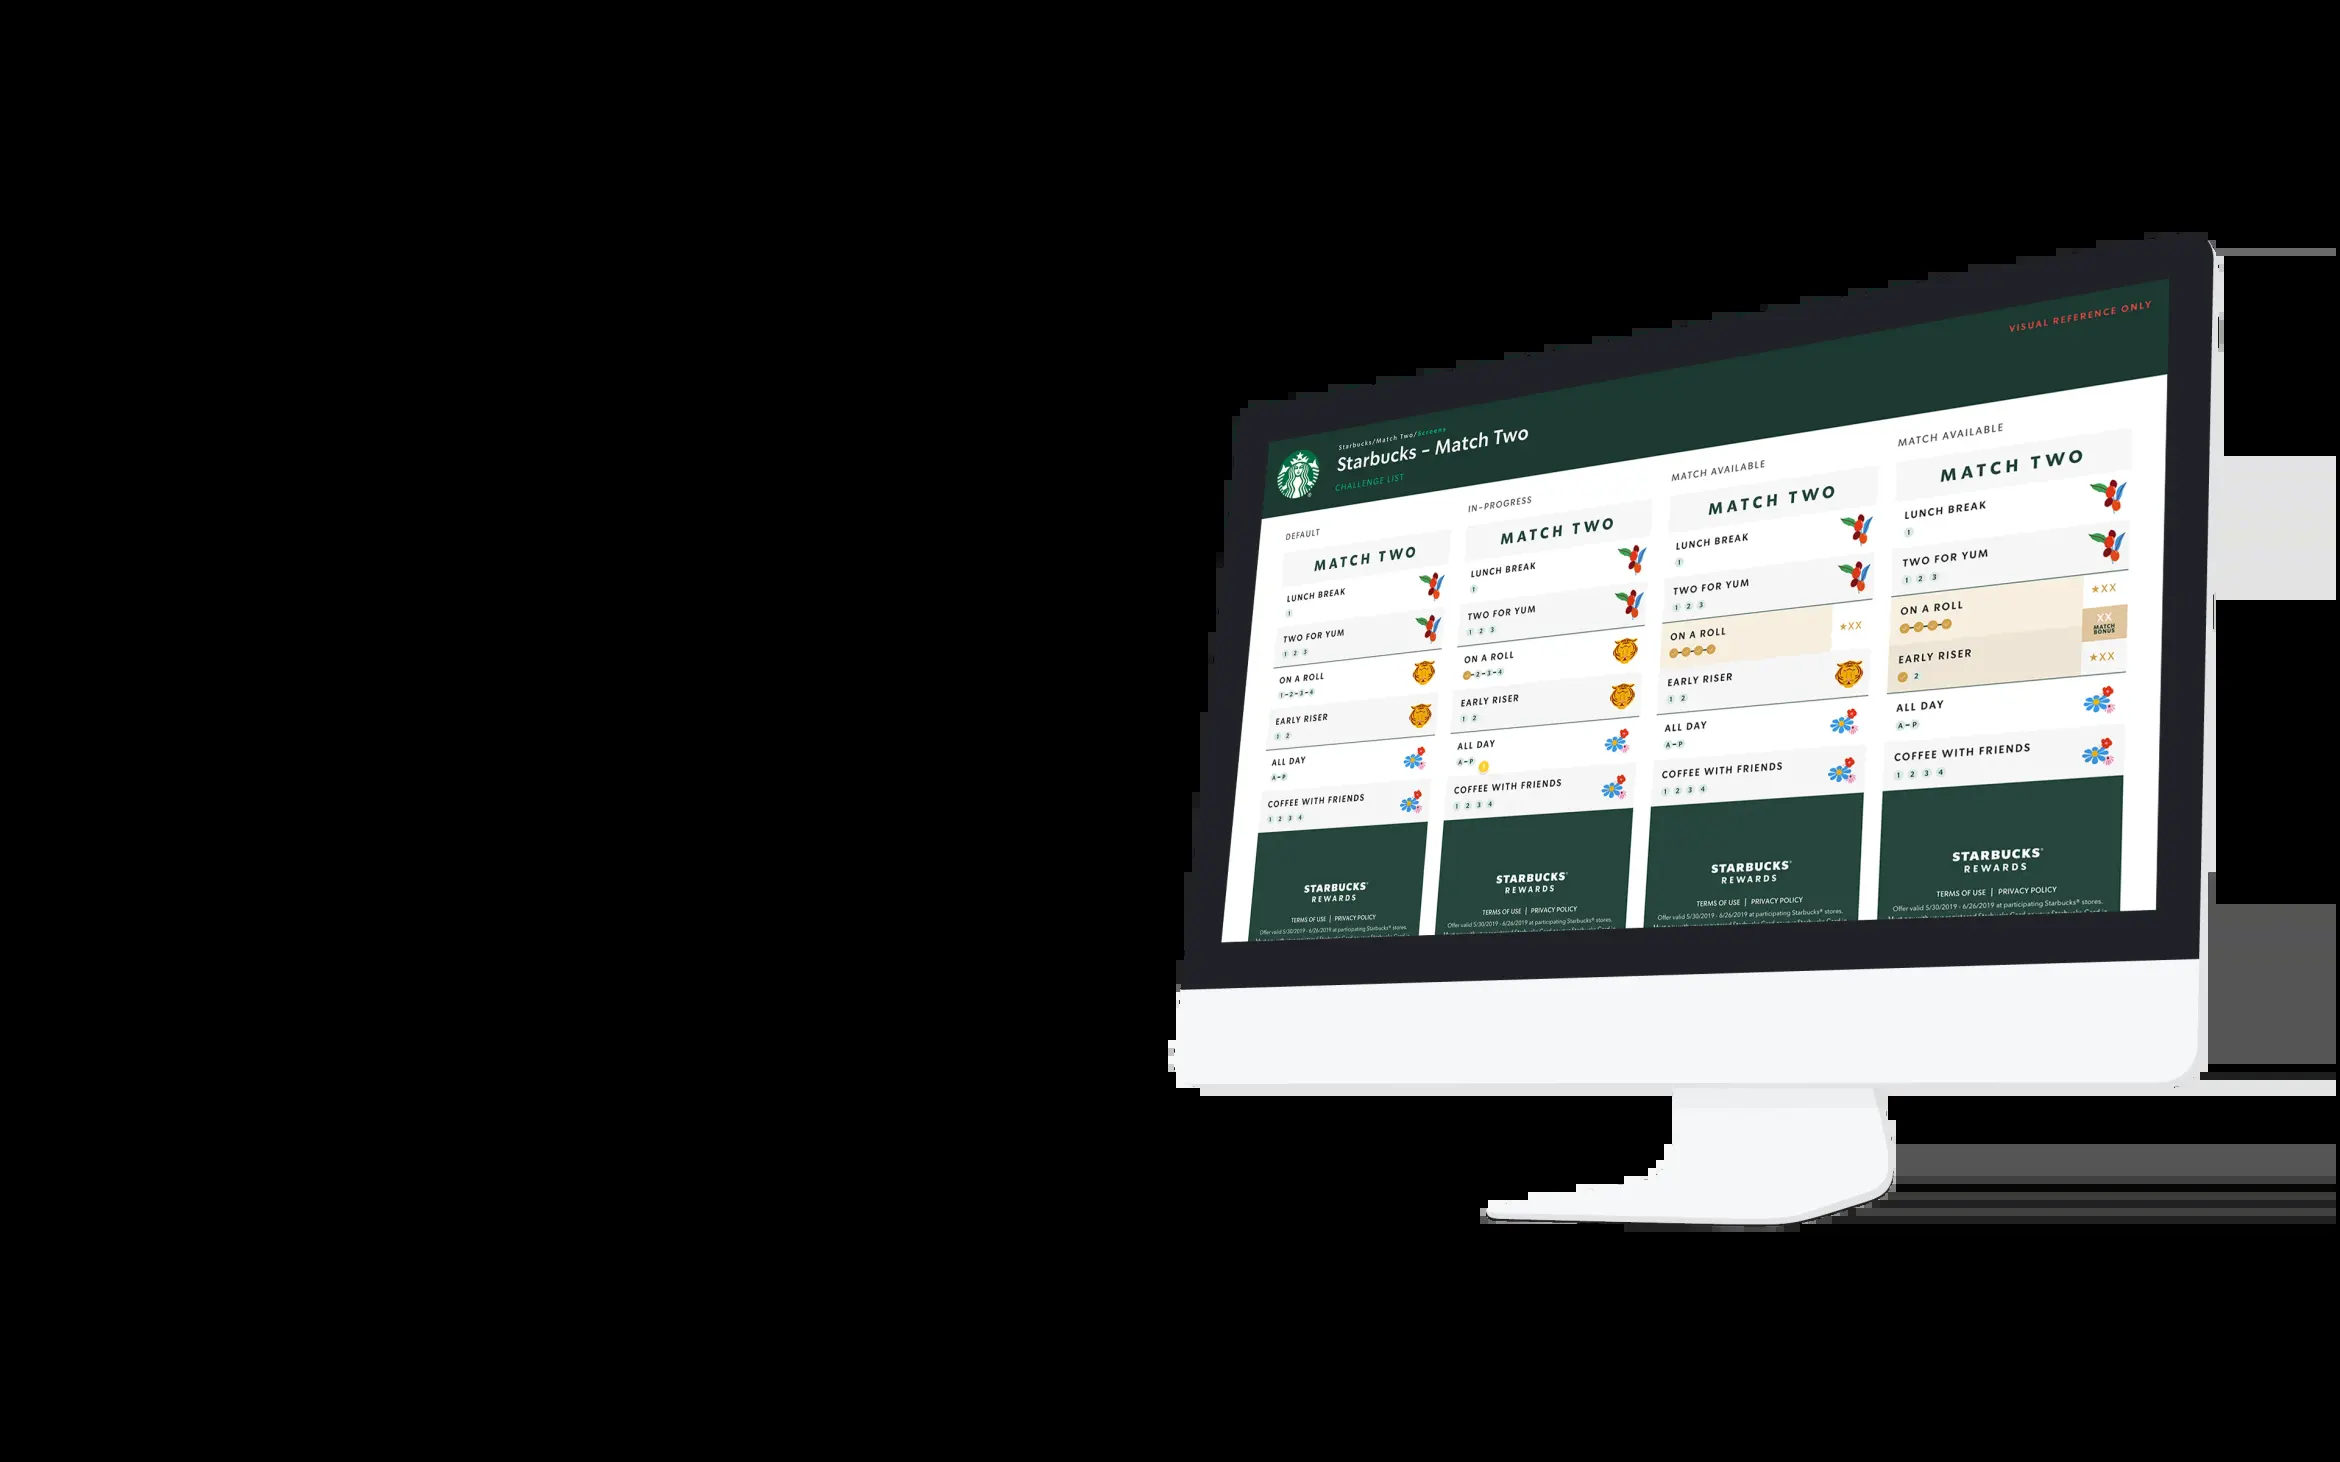 VISUAL REFERENCE ONLY
Starbucks/Match Two/Screens
Starbucks – Match Two
CHALLENGE LIST
DEFAULT
MATCH TWO
LUNCH BREAK
1
TWO FOR YUM
1 2 3
ON A ROLL
1-2-3-4
EARLY RISER
1 2
ALL DAY
A-P
COFFEE WITH FRIENDS
1 2 3 4
STARBUCKS®
REWARDS
TERMS OF USE | PRIVACY POLICY
Offer valid 5/30/2019 - 6/26/2019 at participating Starbucks® stores.
IN-PROGRESS
MATCH TWO
LUNCH BREAK
1
TWO FOR YUM
1 2 3
ON A ROLL
-2-3-4
EARLY RISER
1 2
ALL DAY
A-P
COFFEE WITH FRIENDS
1 2 3 4
STARBUCKS®
REWARDS
TERMS OF USE | PRIVACY POLICY
Offer valid 5/30/2019 - 6/26/2019 at participating Starbucks® stores.
MATCH AVAILABLE
MATCH TWO
LUNCH BREAK
1
TWO FOR YUM
1 2 3
ON A ROLL
★XX
EARLY RISER
1 2
ALL DAY
A-P
COFFEE WITH FRIENDS
1 2 3 4
STARBUCKS®
REWARDS
TERMS OF USE | PRIVACY POLICY
Offer valid 5/30/2019 - 6/26/2019 at participating Starbucks® stores.
MATCH AVAILABLE
MATCH TWO
LUNCH BREAK
1
TWO FOR YUM
1 2 3
ON A ROLL
★XX
XX
MATCH
BONUS
EARLY RISER
2
★XX
ALL DAY
A-P
COFFEE WITH FRIENDS
1 2 3 4
STARBUCKS®
REWARDS
TERMS OF USE | PRIVACY POLICY
Offer valid 5/30/2019 - 6/26/2019 at participating Starbucks® stores.